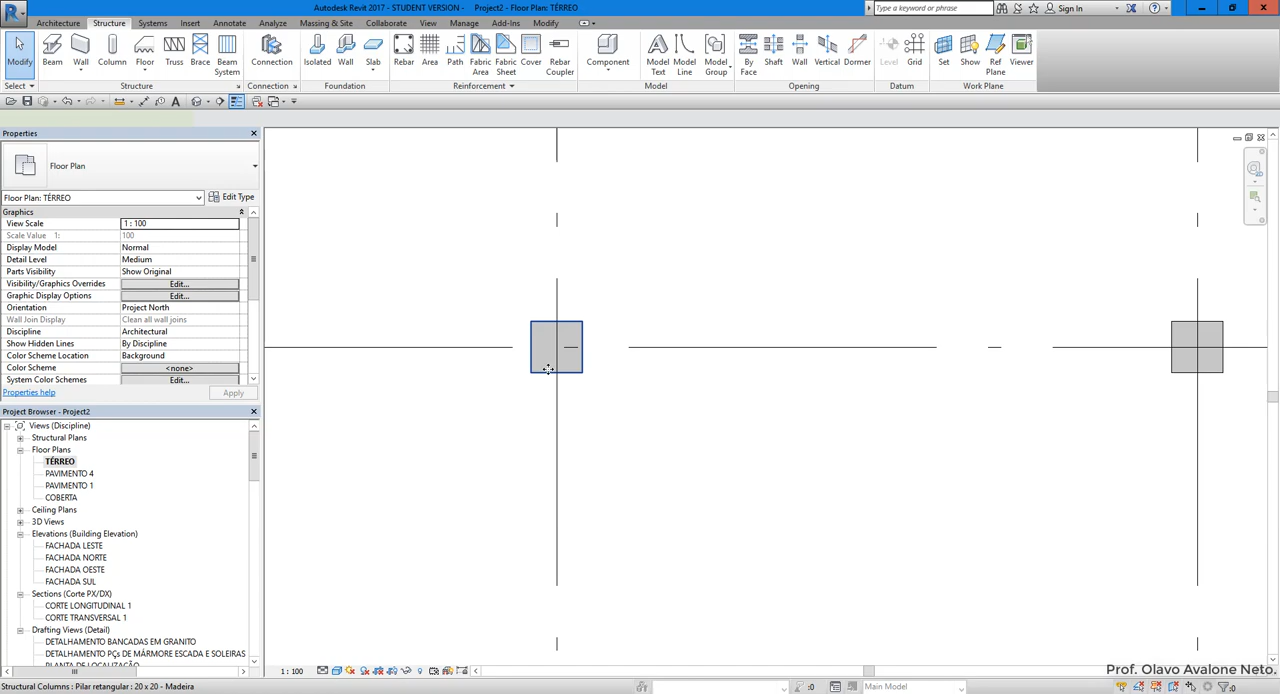 Autodesk Revit 2017 - STUDENT VERSION - Project2 - Floor Plan: TÉRREO
Type a keyword or phrase
Sign In
Architecture Structure Systems Insert Annotate Analyze Massing & Site Collaborate View Manage Add-Ins Modify
Modify Beam Wall Column Floor Truss Brace Beam System Connection Isolated Wall Slab Rebar Area Path Fabric Area Fabric Sheet Cover Rebar Coupler Component Model Text Model Line Model Group By Face Shaft Wall Vertical Dormer Level Grid Set Show Ref Plane Viewer
Select Structure Connection Foundation Reinforcement Model Opening Datum Work Plane
Properties
Floor Plan
Floor Plan: TÉRREO Edit Type
Graphics
View Scale 1 : 100
Scale Value 1: 100
Display Model Normal
Detail Level Medium
Parts Visibility Show Original
Visibility/Graphics Overrides Edit...
Graphic Display Options Edit...
Orientation Project North
Wall Join Display Clean all wall joins
Discipline Architectural
Show Hidden Lines By Discipline
Color Scheme Location Background
Color Scheme <none>
System Color Schemes Edit...
Properties help Apply
Project Browser - Project2
Views (Discipline)
Structural Plans
Floor Plans
TÉRREO
PAVIMENTO 4
PAVIMENTO 1
COBERTA
Ceiling Plans
3D Views
Elevations (Building Elevation)
FACHADA LESTE
FACHADA NORTE
FACHADA OESTE
FACHADA SUL
Sections (Corte PX/DX)
CORTE LONGITUDINAL 1
CORTE TRANSVERSAL 1
Drafting Views (Detail)
DETALHAMENTO BANCADAS EM GRANITO
DETALHAMENTO PÇs DE MÁRMORE ESCADA E SOLEIRAS
PLANTA DE LOCALIZAÇÃO
1 : 100
Prof. Olavo Avalone Neto.
Structural Columns : Pilar retangular : 20 x 20 - Madeira
:0
Main Model
:0